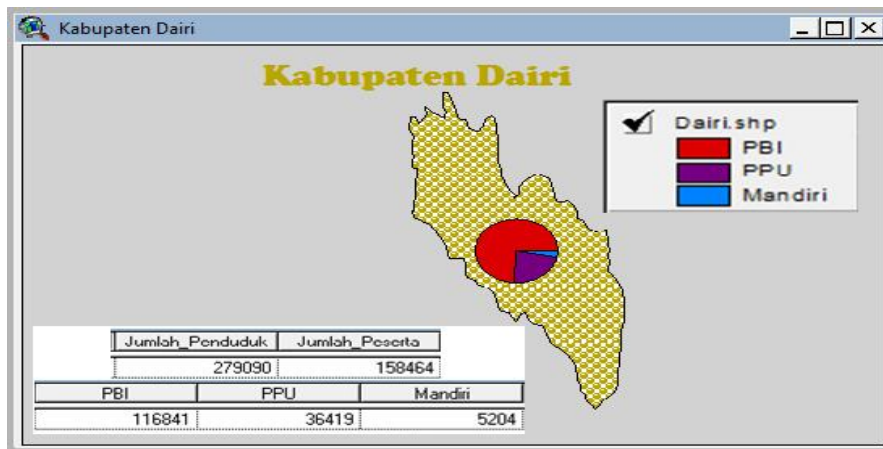 Kabupaten Dairi
Kabupaten Dairi
Dairi.shp
PBI
PPU
Mandiri
Jumlah_Penduduk Jumlah_Peserta
279090 158464
PBI PPU Mandiri
116841 36419 5204